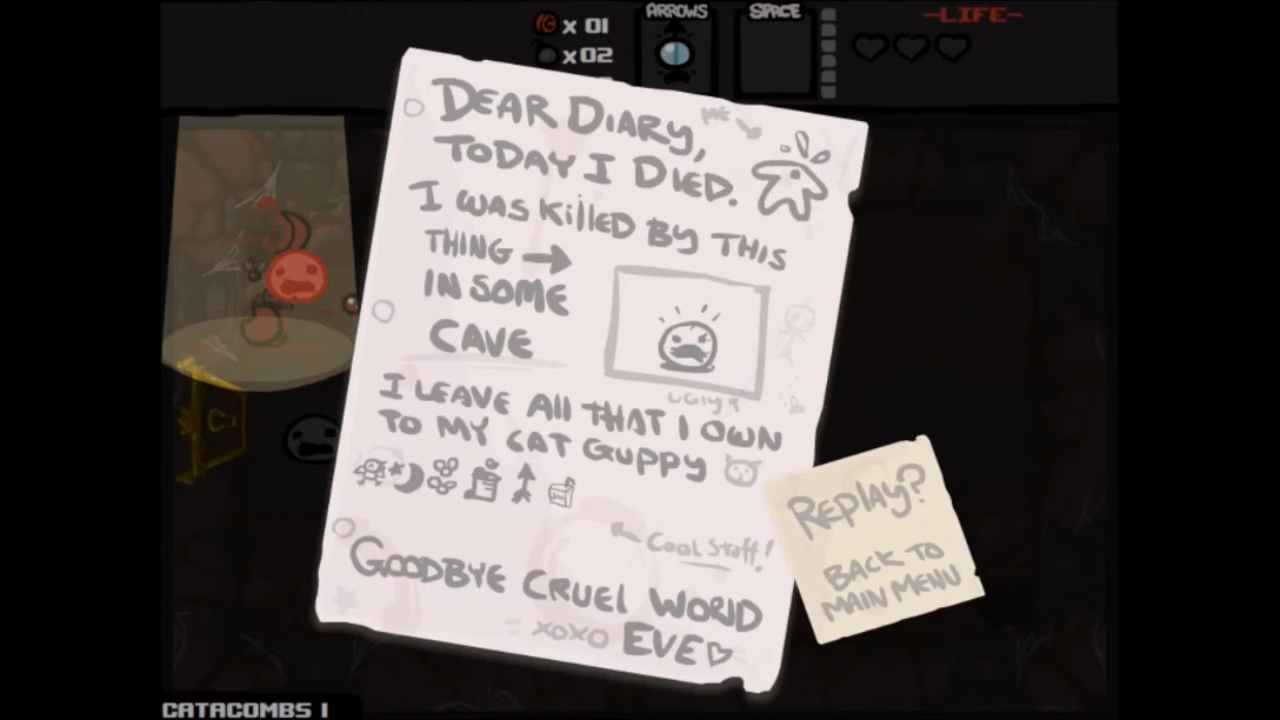 x 01
x 02
ARROWS
SPACE
-LIFE-
DEAR DIARY,
ME
TODAY I DIED.
I WAS KillED BY THIS
THING
IN SOME
CAVE
UGly
I LEAVE All THAT I OWN
TO MY CAT GUPPY
COOl Stuff!
GOODBYE CRUEl WORlD
XOXO EVE
REPlAY?
BACK TO
MAIN MENU
CATACOMBS I